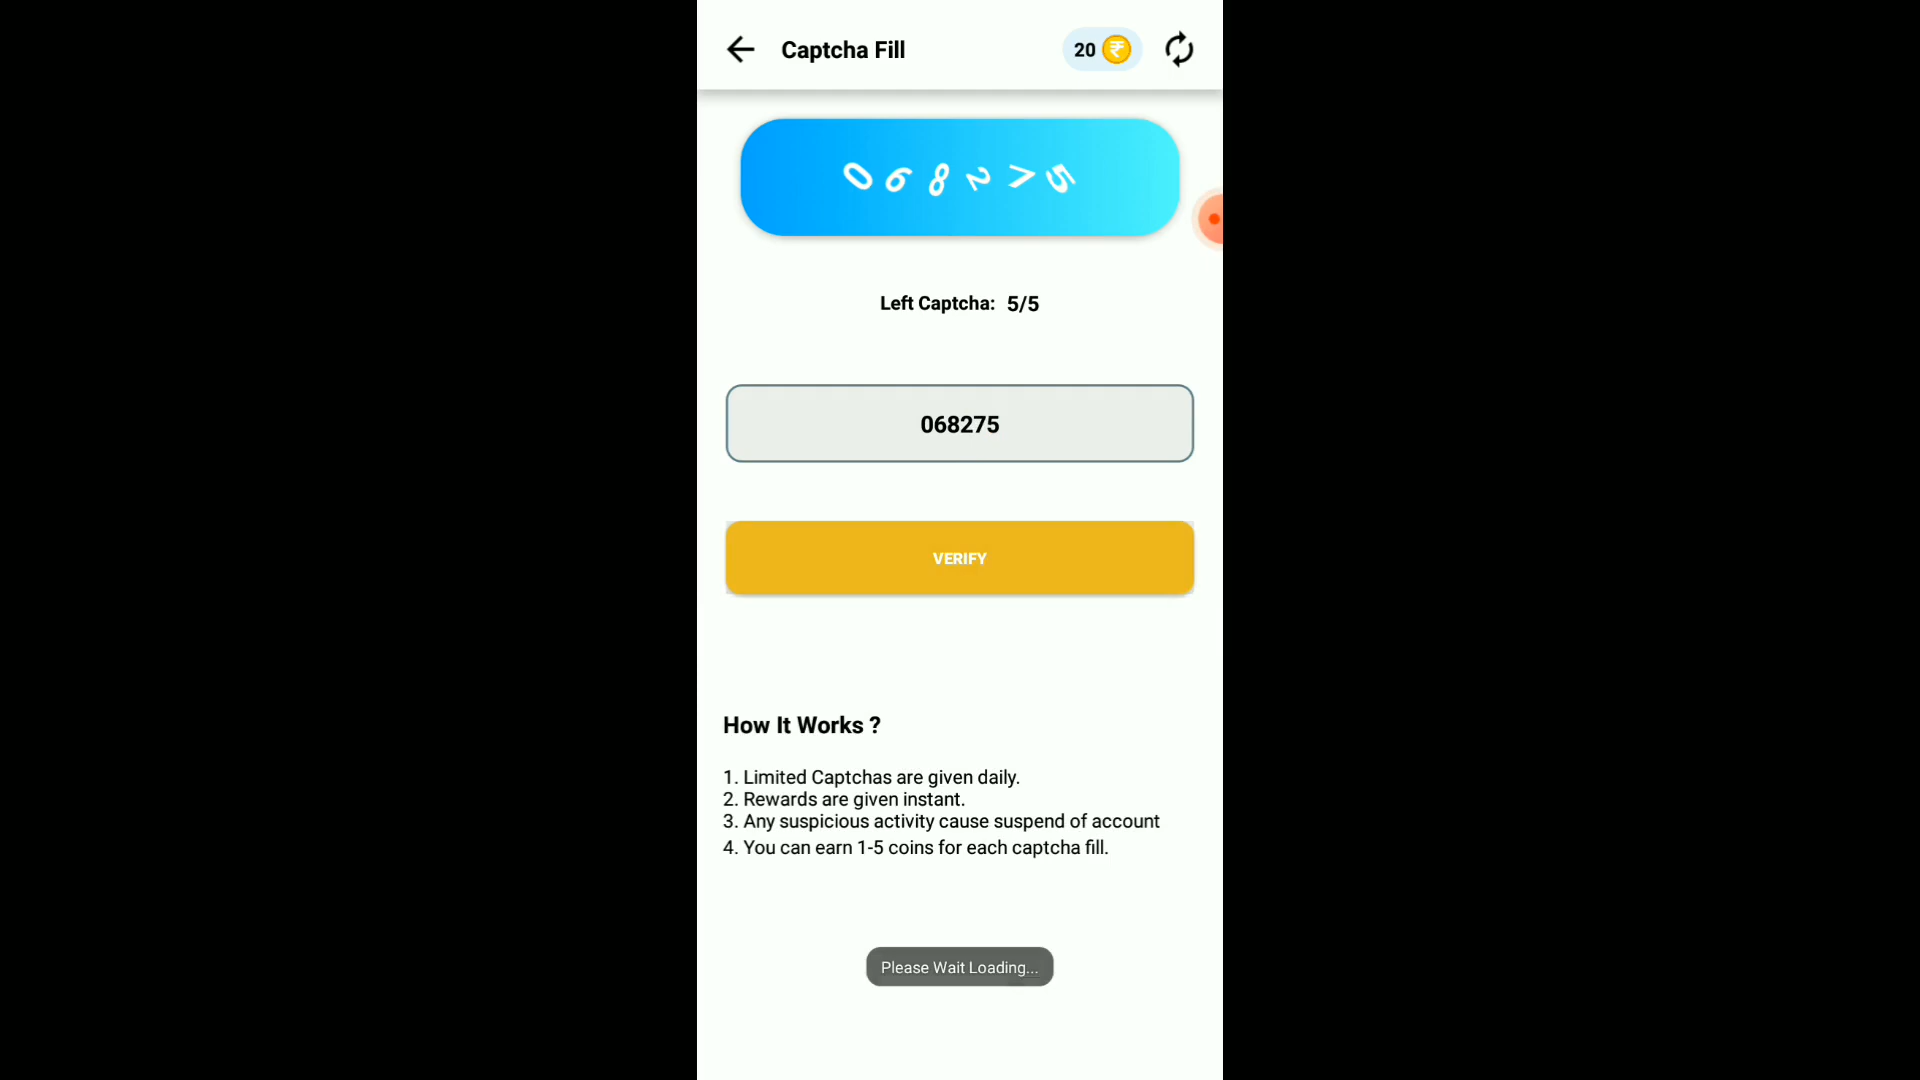 Captcha Fill
20
068275
Left Captcha: 5/5
068275
VERIFY
How It Works ?
1. Limited Captchas are given daily.
2. Rewards are given instant.
3. Any suspicious activity cause suspend of account
4. You can earn 1-5 coins for each captcha fill.
Please Wait Loading...